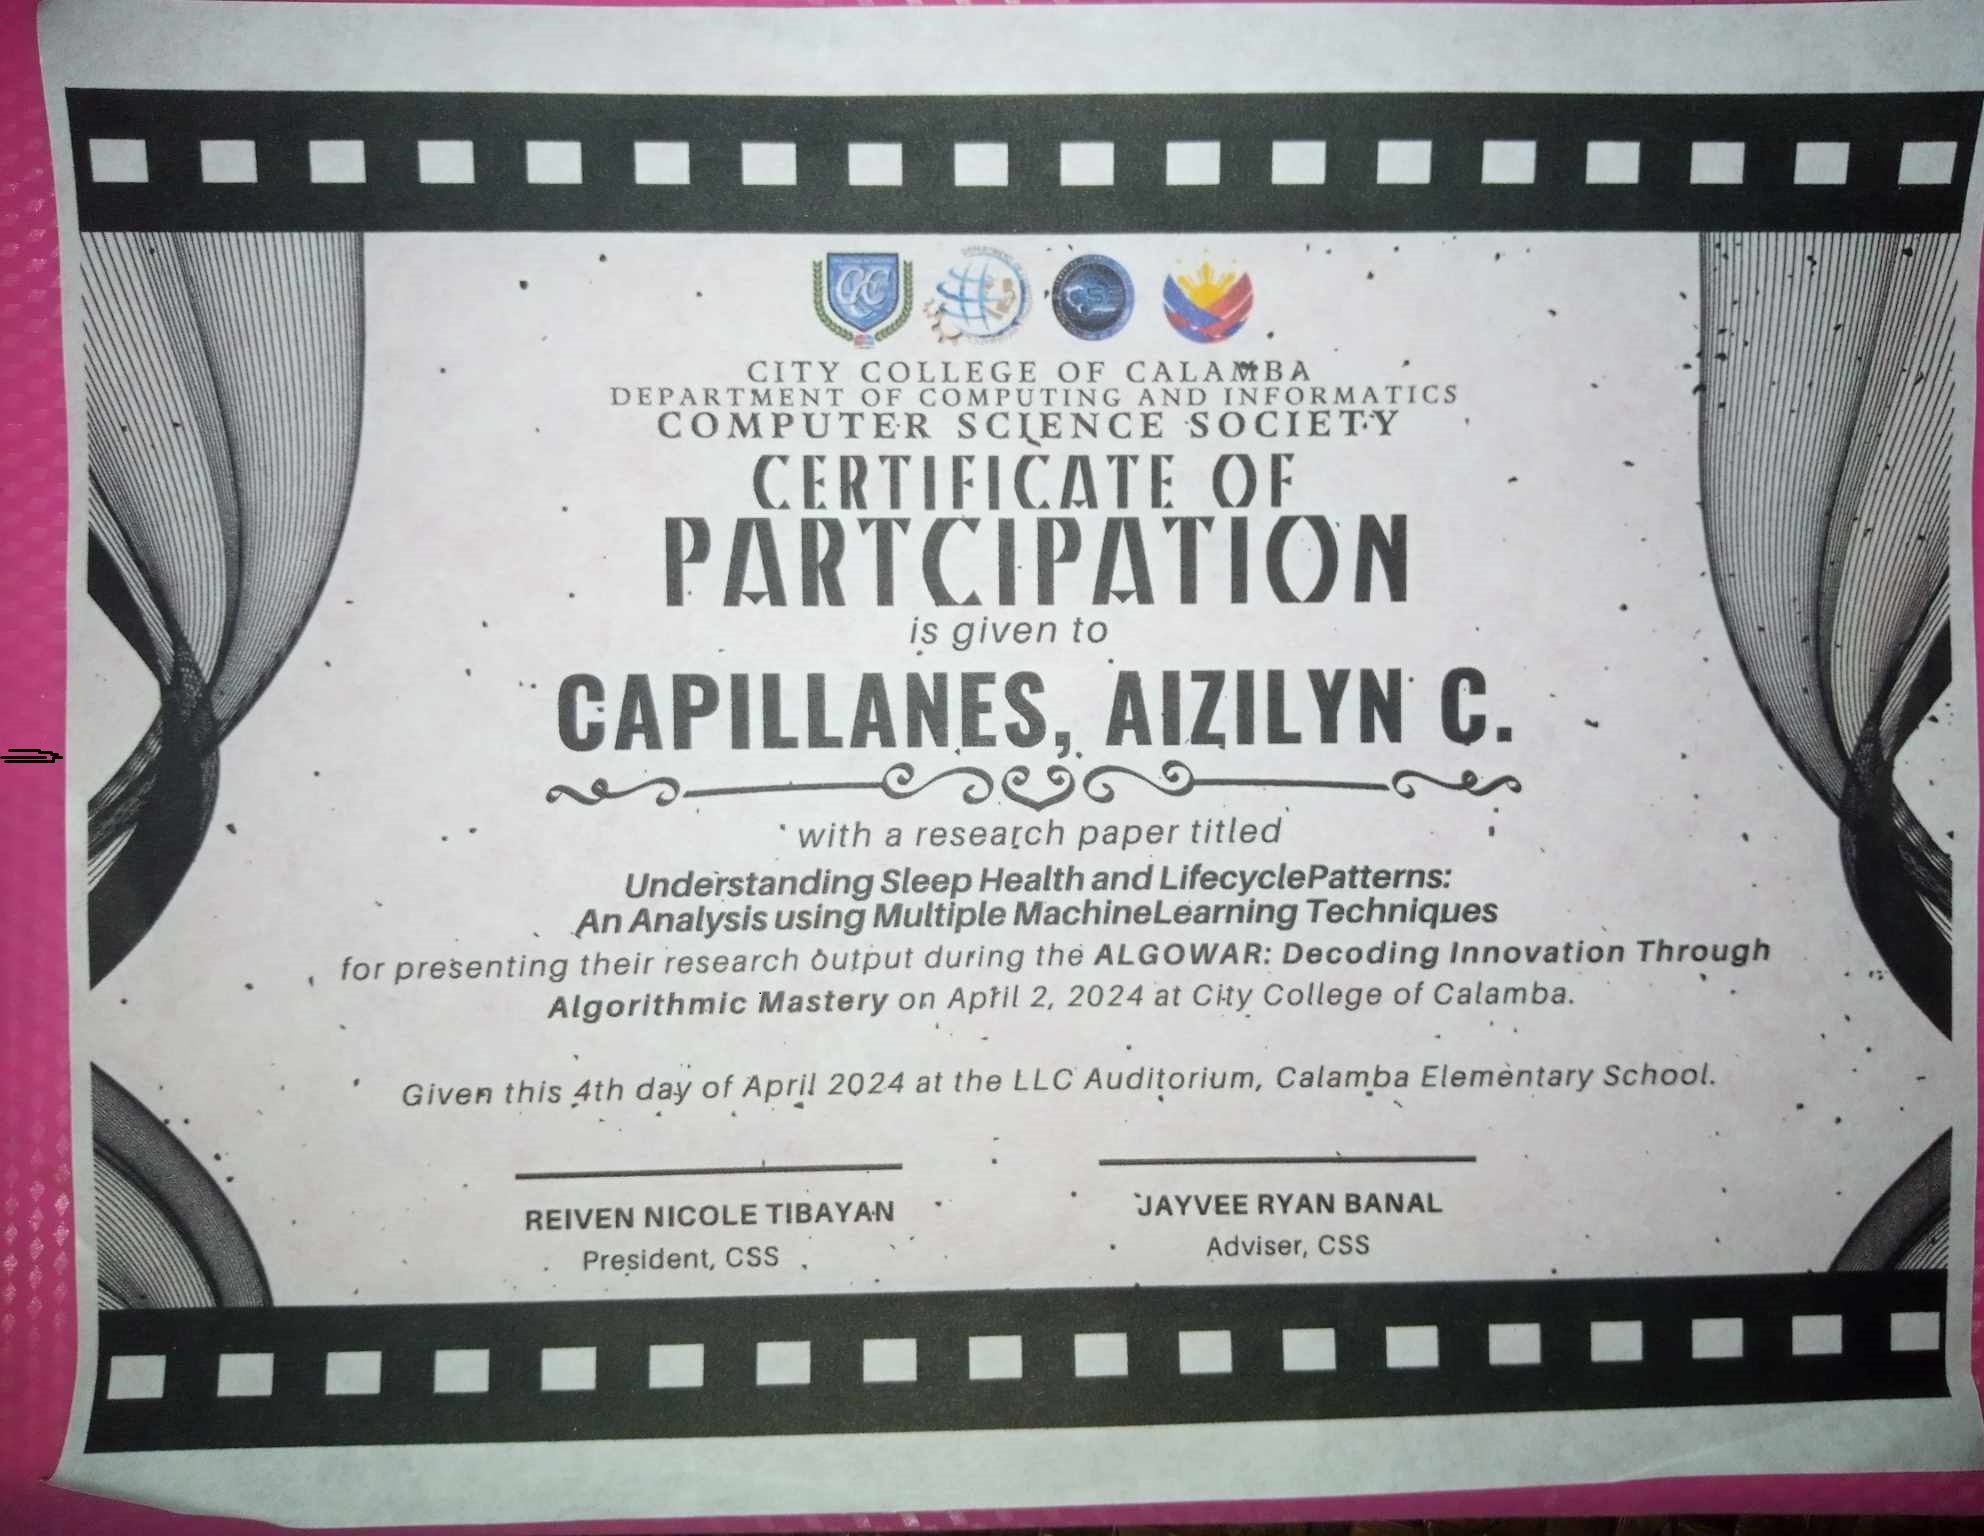 CITY COLLEGE OF CALAMBA
DEPARTMENT OF COMPUTING AND INFORMATICS
COMPUTER SCIENCE SOCIETY
CERTIFICATE OF
PARTCIPATION
is given to
CAPILLANES, AIZILYN C.
with a research paper titled
Understanding Sleep Health and LifecyclePatterns:
An Analysis using Multiple MachineLearning Techniques
for presenting their research output during the ALGOWAR: Decoding Innovation Through
Algorithmic Mastery on April 2, 2024 at City College of Calamba.
Given this 4th day of April 2024 at the LLC Auditorium, Calamba Elementary School.
REIVEN NICOLE TIBAYAN
President, CSS
JAYVEE RYAN BANAL
Adviser, CSS